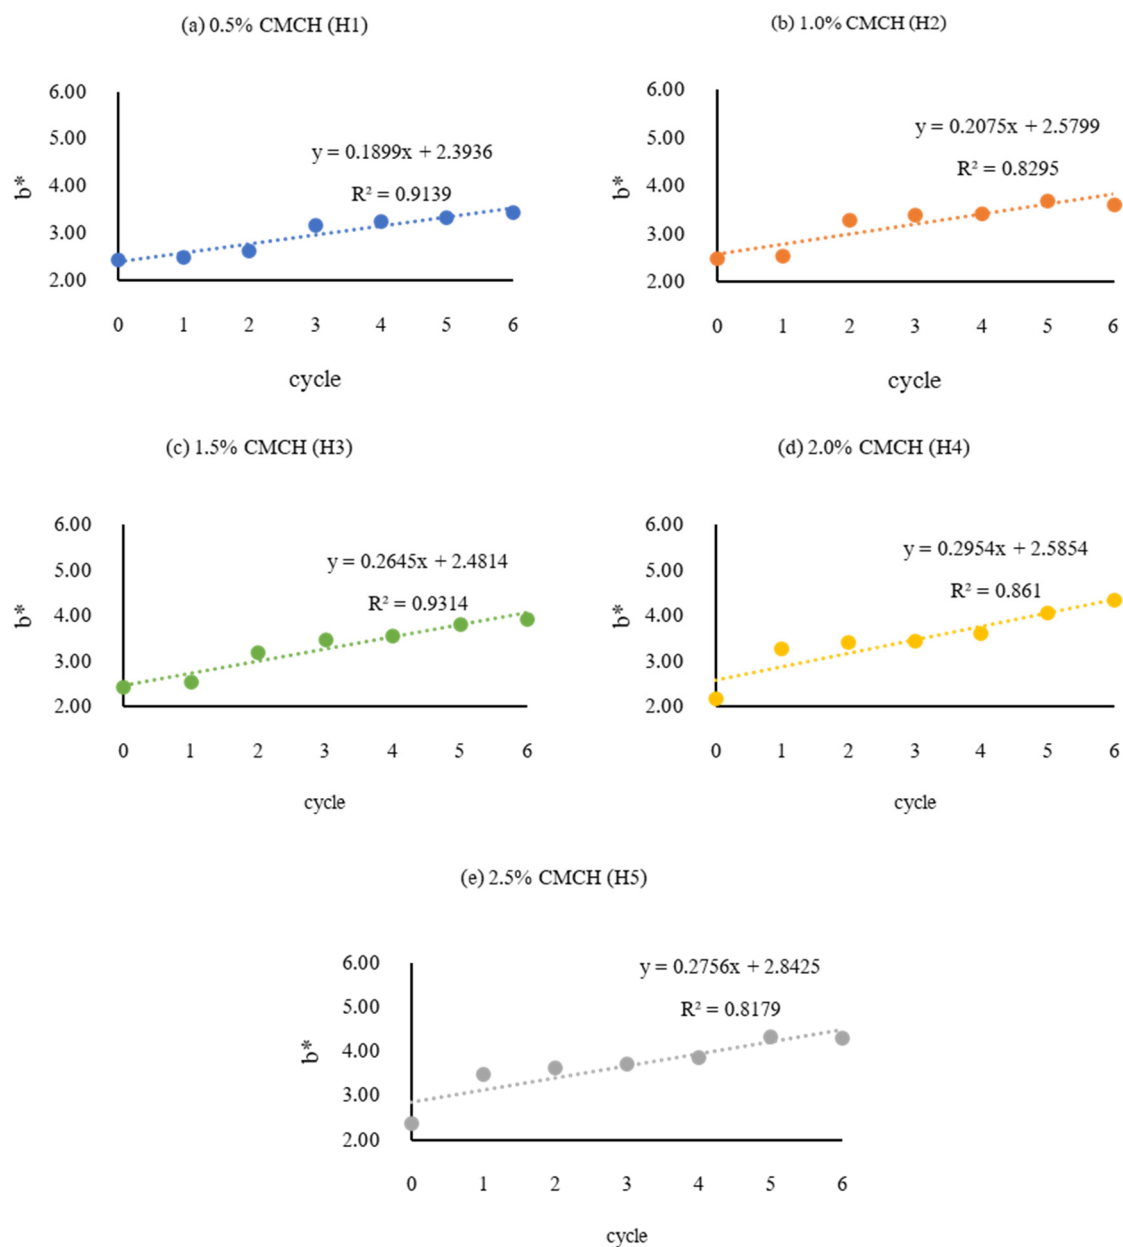 (a) 0.5% CMCH (H1)
6.00
5.00
4.00
3.00
2.00
b*
y = 0.1899x + 2.3936
R² = 0.9139
0 1 2 3 4 5 6
cycle
(b) 1.0% CMCH (H2)
6.00
5.00
4.00
3.00
2.00
b*
y = 0.2075x + 2.5799
R² = 0.8295
0 1 2 3 4 5 6
cycle
(c) 1.5% CMCH (H3)
6.00
5.00
4.00
3.00
2.00
b*
y = 0.2645x + 2.4814
R² = 0.9314
0 1 2 3 4 5 6
cycle
(d) 2.0% CMCH (H4)
6.00
5.00
4.00
3.00
2.00
b*
y = 0.2954x + 2.5854
R² = 0.861
0 1 2 3 4 5 6
cycle
(e) 2.5% CMCH (H5)
6.00
5.00
4.00
3.00
2.00
b*
y = 0.2756x + 2.8425
R² = 0.8179
0 1 2 3 4 5 6
cycle